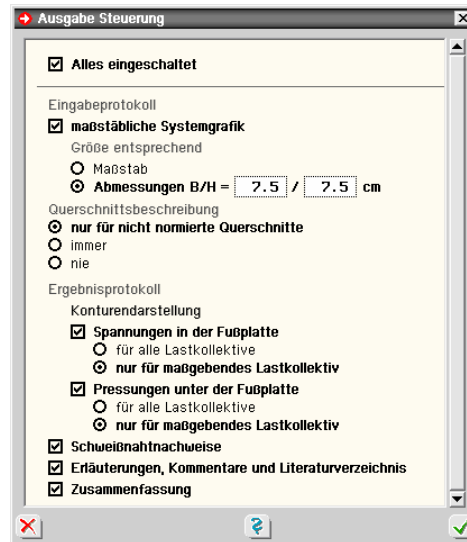 Ausgabe Steuerung
Alles eingeschaltet
Eingabeprotokoll
maßstäbliche Systemgrafik
Größe entsprechend
Maßstab
Abmessungen B/H = 7.5 / 7.5 cm
Querschnittsbeschreibung
nur für nicht normierte Querschnitte
immer
nie
Ergebnisprotokoll
Konturendarstellung
Spannungen in der Fußplatte
für alle Lastkollektive
nur für maßgebendes Lastkollektiv
Pressungen unter der Fußplatte
für alle Lastkollektive
nur für maßgebendes Lastkollektiv
Schweißnahtnachweise
Erläuterungen, Kommentare und Literaturverzeichnis
Zusammenfassung